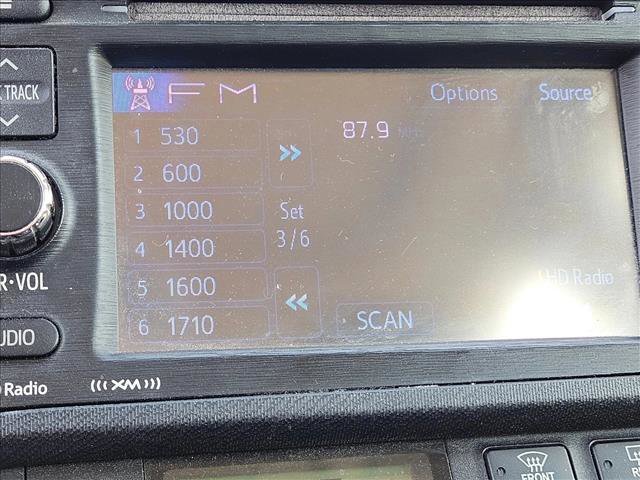 FM Options Source
TRACK
1 530
87.9 MHz
2 600
3 1000
Set
3/6
4 1400
5 1600
HD Radio
6 1710
SCAN
R·VOL
UDIO
Radio
(((XM)))
FRONT